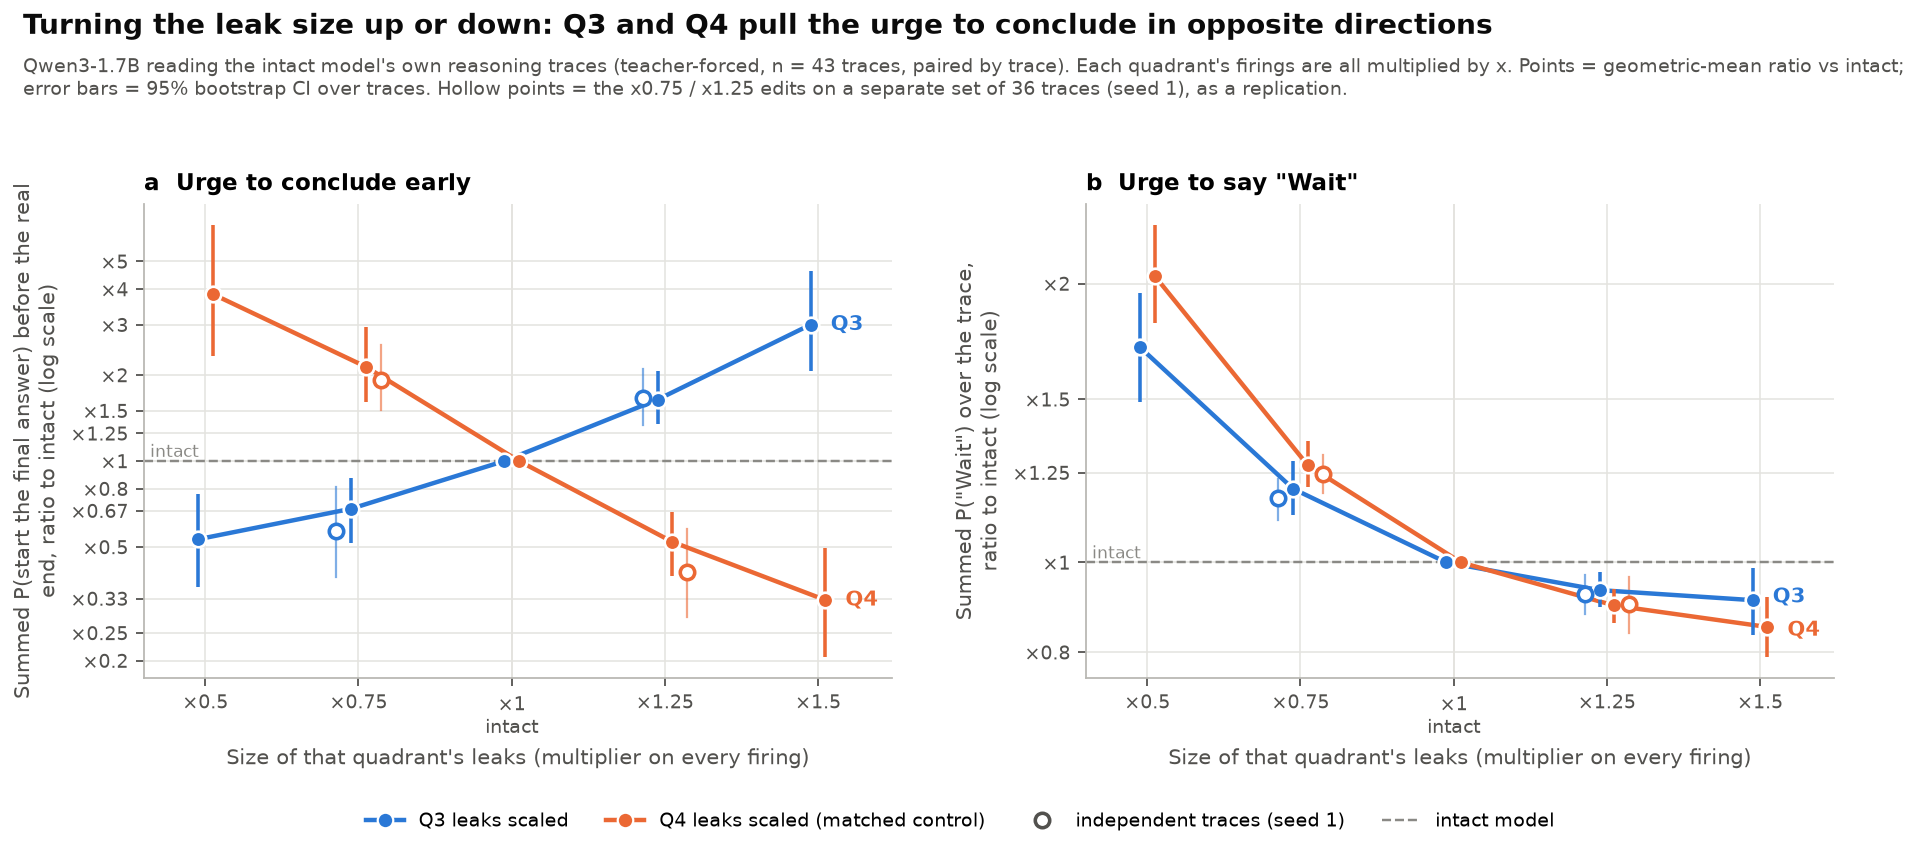 Turning the leak size up or down: Q3 and Q4 pull the urge to conclude in opposite directions
Qwen3-1.7B reading the intact model's own reasoning traces (teacher-forced, n = 43 traces, paired by trace). Each quadrant's firings are all multiplied by x. Points = geometric-mean ratio vs intact;
error bars = 95% bootstrap CI over traces. Hollow points = the x0.75 / x1.25 edits on a separate set of 36 traces (seed 1), as a replication.
a Urge to conclude early
Summed P(start the final answer) before the real
end, ratio to intact (log scale)
×5
×4
×3
×2
×1.5
×1.25
×1
×0.8
×0.67
×0.5
×0.33
×0.25
×0.2
intact
Q3
Q4
×0.5
×0.75
×1
intact
×1.25
×1.5
Size of that quadrant's leaks (multiplier on every firing)
b Urge to say "Wait"
Summed P("Wait") over the trace,
ratio to intact (log scale)
×2
×1.5
×1.25
×1
×0.8
intact
Q3
Q4
×0.5
×0.75
×1
intact
×1.25
×1.5
Size of that quadrant's leaks (multiplier on every firing)
Q3 leaks scaled
Q4 leaks scaled (matched control)
independent traces (seed 1)
intact model